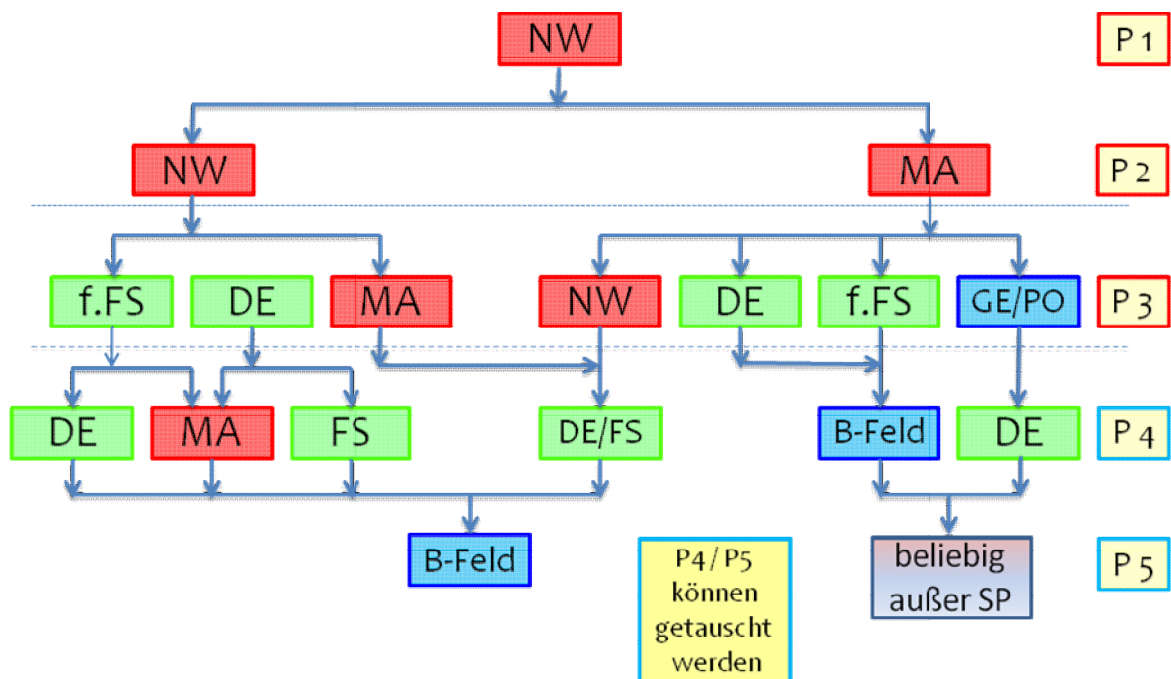 NW
P 1
NW
MA
P 2
f.FS
DE
MA
NW
DE
f.FS
GE/PO
P 3
DE
MA
FS
DE/FS
B-Feld
DE
P 4
B-Feld
P4 / P5
können
getauscht
werden
beliebig
außer SP
P 5